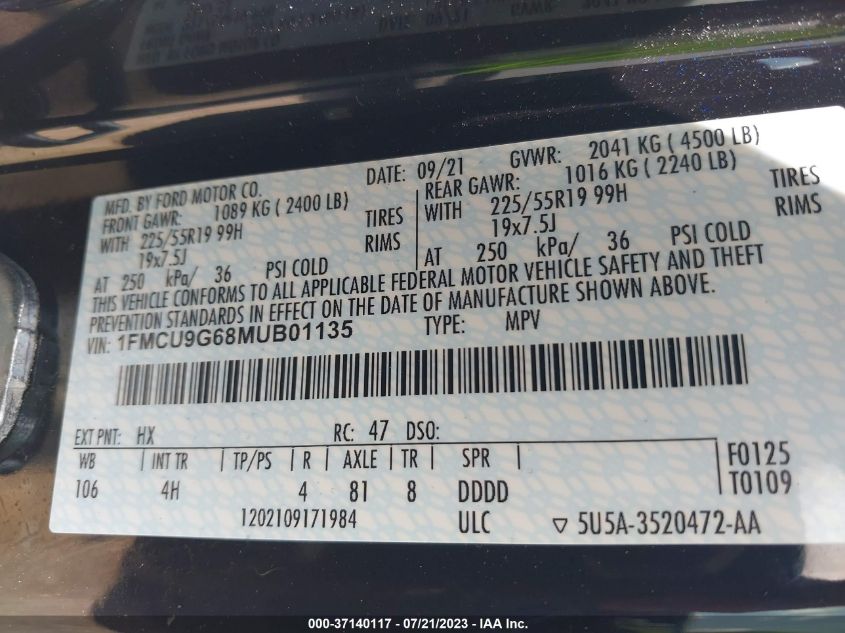 MFD. BY FORD MOTOR CO.
DATE: 09/21 GVWR: 2041 KG ( 4500 LB)
FRONT GAWR: 1089 KG ( 2400 LB)
REAR GAWR: 1016 KG ( 2240 LB)
WITH 225/55R19 99H TIRES
19x7.5J RIMS
AT 250 kPa/ 36 PSI COLD
WITH 225/55R19 99H TIRES
19x7.5J RIMS
AT 250 kPa/ 36 PSI COLD
THIS VEHICLE CONFORMS TO ALL APPLICABLE FEDERAL MOTOR VEHICLE SAFETY AND THEFT
PREVENTION STANDARDS IN EFFECT ON THE DATE OF MANUFACTURE SHOWN ABOVE.
VIN: 1FMCU9G68MUB01135 TYPE: MPV
EXT PNT: HX RC: 47 DSO:
WB INT TR TP/PS R AXLE TR SPR F0125
106 4H 4 81 8 DDDD T0109
1202109171984 ULC ▽ 5U5A-3520472-AA
000-37140117 - 07/21/2023 - IAA Inc.